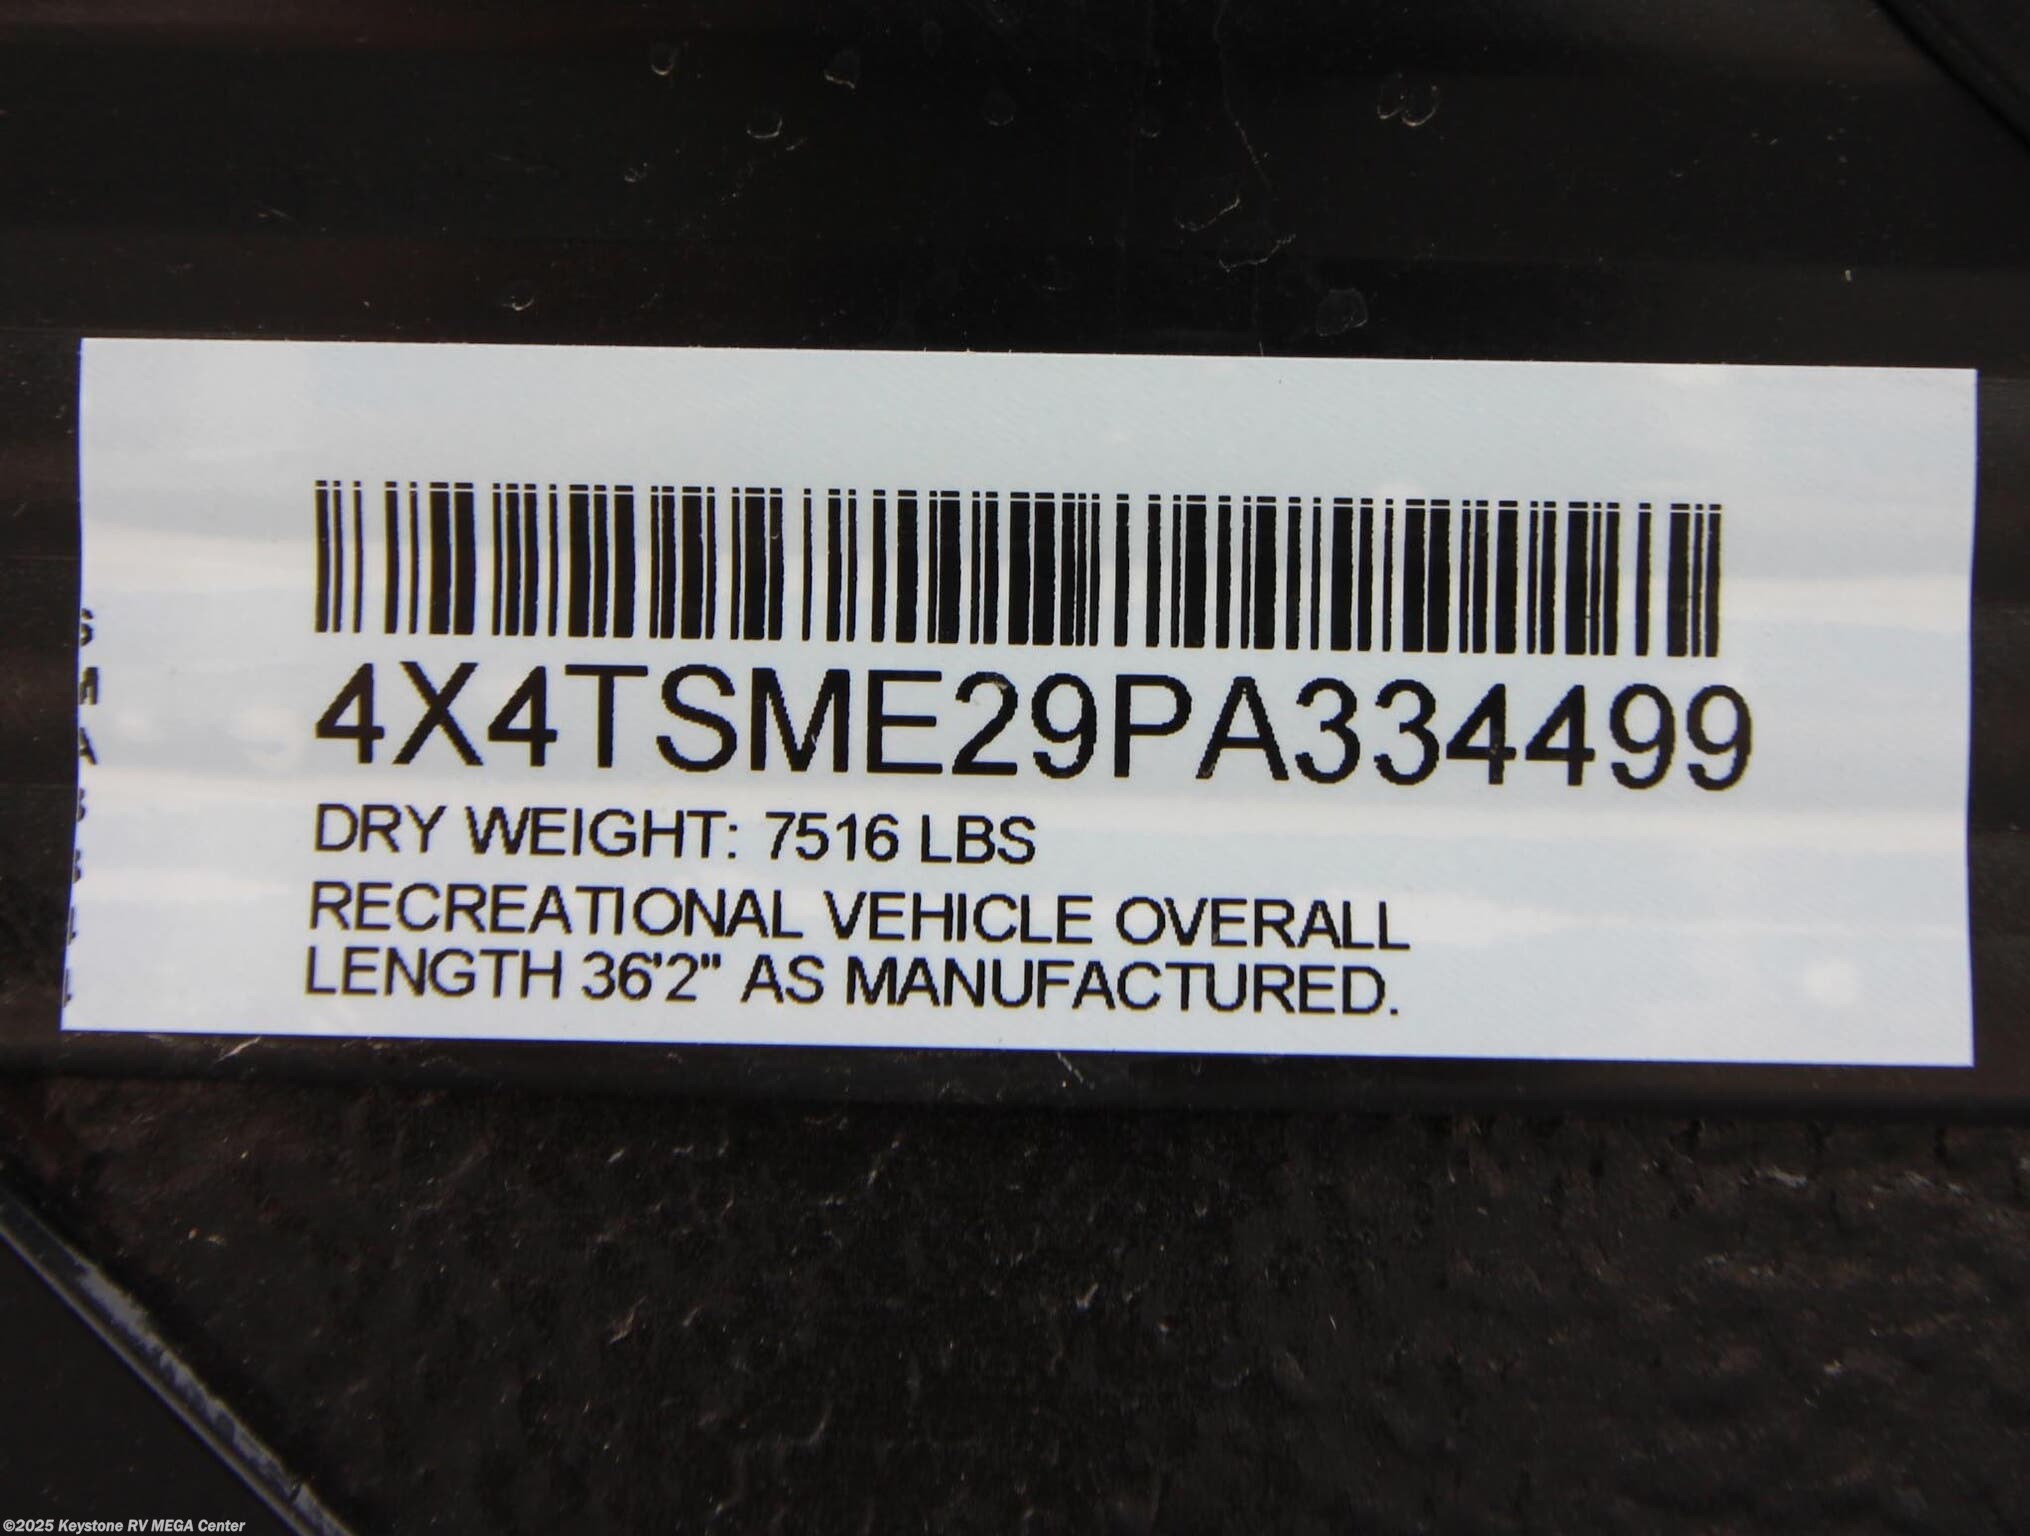 4X4TSME29PA334499
DRY WEIGHT: 7516 LBS
RECREATIONAL VEHICLE OVERALL
LENGTH 36'2" AS MANUFACTURED.
©2025 Keystone RV MEGA Center